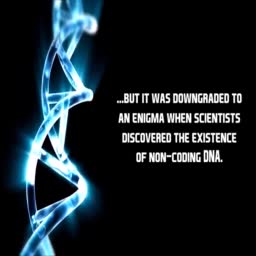 ...BUT IT WAS DOWNGRADED TO
AN ENIGMA WHEN SCIENTISTS
DISCOVERED THE EXISTENCE
OF NON-CODING DNA.